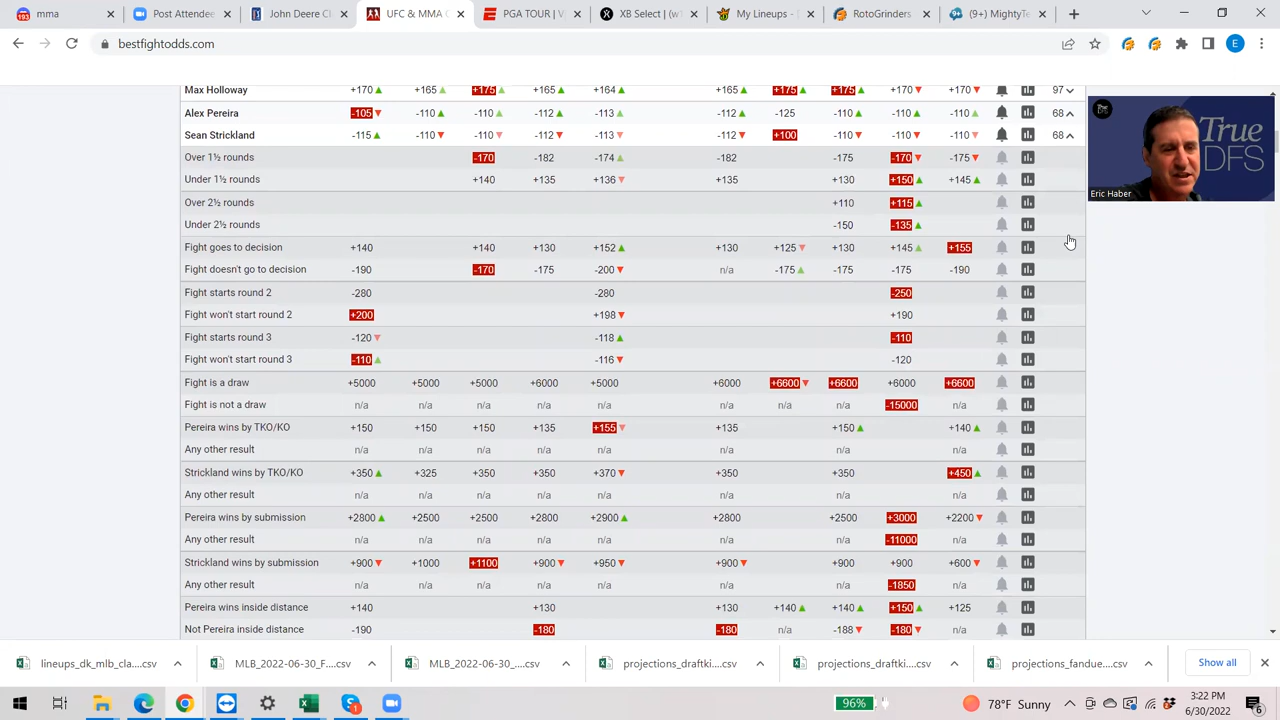 193 mma Post Attendee John Deere Cl UFC & MMA O PGA TOUR | V XB Select | (w1 My Lineups - RotoGrinders (9+) MightyTe
bestfightodds.com E
Max Holloway +170 +165 +175 +165 +164 +165 +175 +175 +170 +170 97
Alex Pereira -105 -110 -110 -112 -113 -112 -125 -110 -110 -110 68
Sean Strickland -115 -110 -110 -112 -113 -112 +100 -110 -110 -110 68
Over 1½ rounds -170 -182 -174 -182 -175 -170 -175
Under 1½ rounds +140 +135 +136 +135 +130 +150 +145
Over 2½ rounds +110 +115
Under 2½ rounds -150 -135
Fight goes to decision +140 +140 +130 +152 +130 +125 +130 +145 +155
Fight doesn't go to decision -190 -170 -175 -200 n/a -175 -175 -175 -190
Fight starts round 2 -280 -280 -250
Fight won't start round 2 +200 +198 +190
Fight starts round 3 -120 -118 -110
Fight won't start round 3 -110 -116 -120
Fight is a draw +5000 +5000 +5000 +6000 +5000 +6000 +6600 +6600 +6000 +6600
Fight is not a draw n/a n/a n/a n/a n/a n/a n/a n/a -15000 n/a
Pereira wins by TKO/KO +150 +150 +150 +135 +155 +135 +150 +140
Any other result n/a n/a n/a n/a n/a n/a n/a n/a
Strickland wins by TKO/KO +350 +325 +350 +350 +370 +350 +350 +450
Any other result n/a n/a n/a n/a n/a n/a n/a n/a
Pereira wins by submission +2800 +2500 +2500 +2800 +2900 +2800 +2500 +3000 +2200
Any other result n/a n/a n/a n/a n/a n/a n/a -11000 n/a
Strickland wins by submission +900 +1000 +1100 +900 +950 +900 +900 +900 +600
Any other result n/a n/a n/a n/a n/a n/a n/a -1850 n/a
Pereira wins inside distance +140 +130 +130 +140 +140 +150 +125
Not Pereira inside distance -190 -180 -180 n/a -188 -180 n/a
True
DFS
Eric Haber
lineups_dk_mlb_cla....csv MLB_2022-06-30_F....csv MLB_2022-06-30_....csv projections_draftki....csv projections_draftki....csv projections_fandue....csv Show all
96% 78°F Sunny 3:22 PM
6/30/2022 6